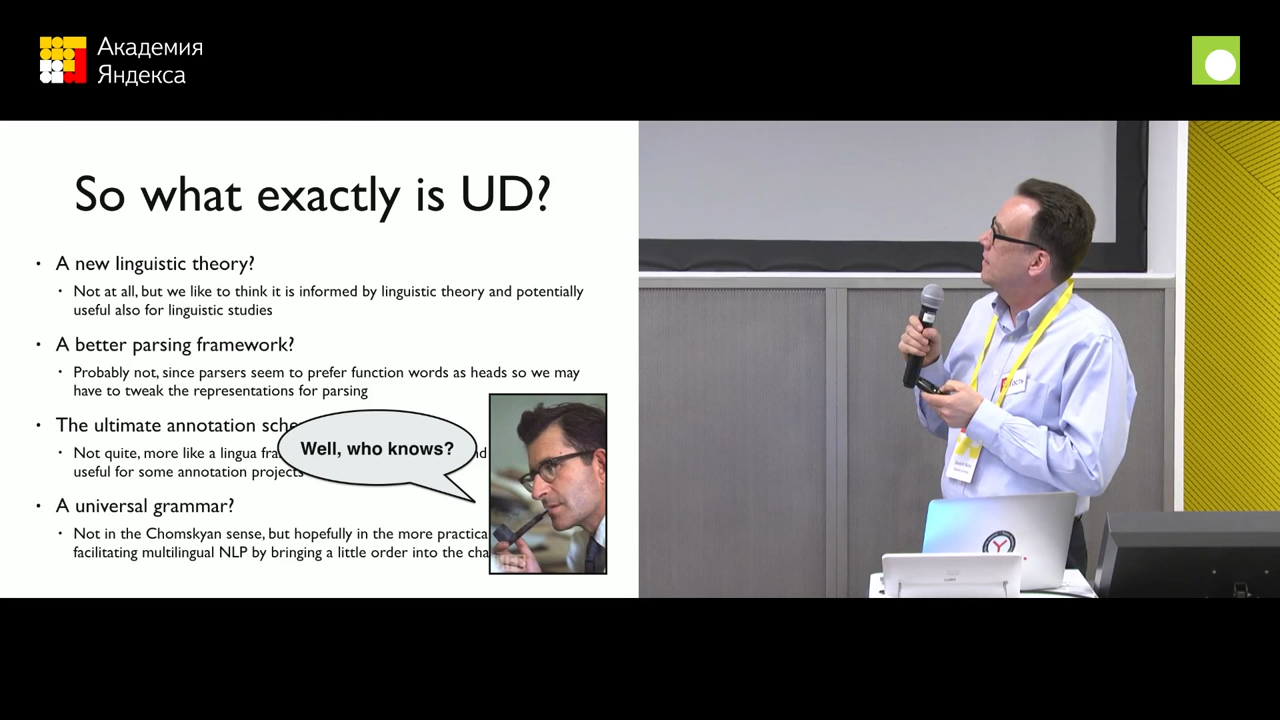 Академия
Яндекса
So what exactly is UD?
• A new linguistic theory?
• Not at all, but we like to think it is informed by linguistic theory and potentially
useful also for linguistic studies
• A better parsing framework?
• Probably not, since parsers seem to prefer function words as heads so we may
have to tweak the representations for parsing
• The ultimate annotation sche
• Not quite, more like a lingua fra
useful for some annotation projects
Well, who knows?
• A universal grammar?
• Not in the Chomskyan sense, but hopefully in the more practica
facilitating multilingual NLP by bringing a little order into the cha
LIFE